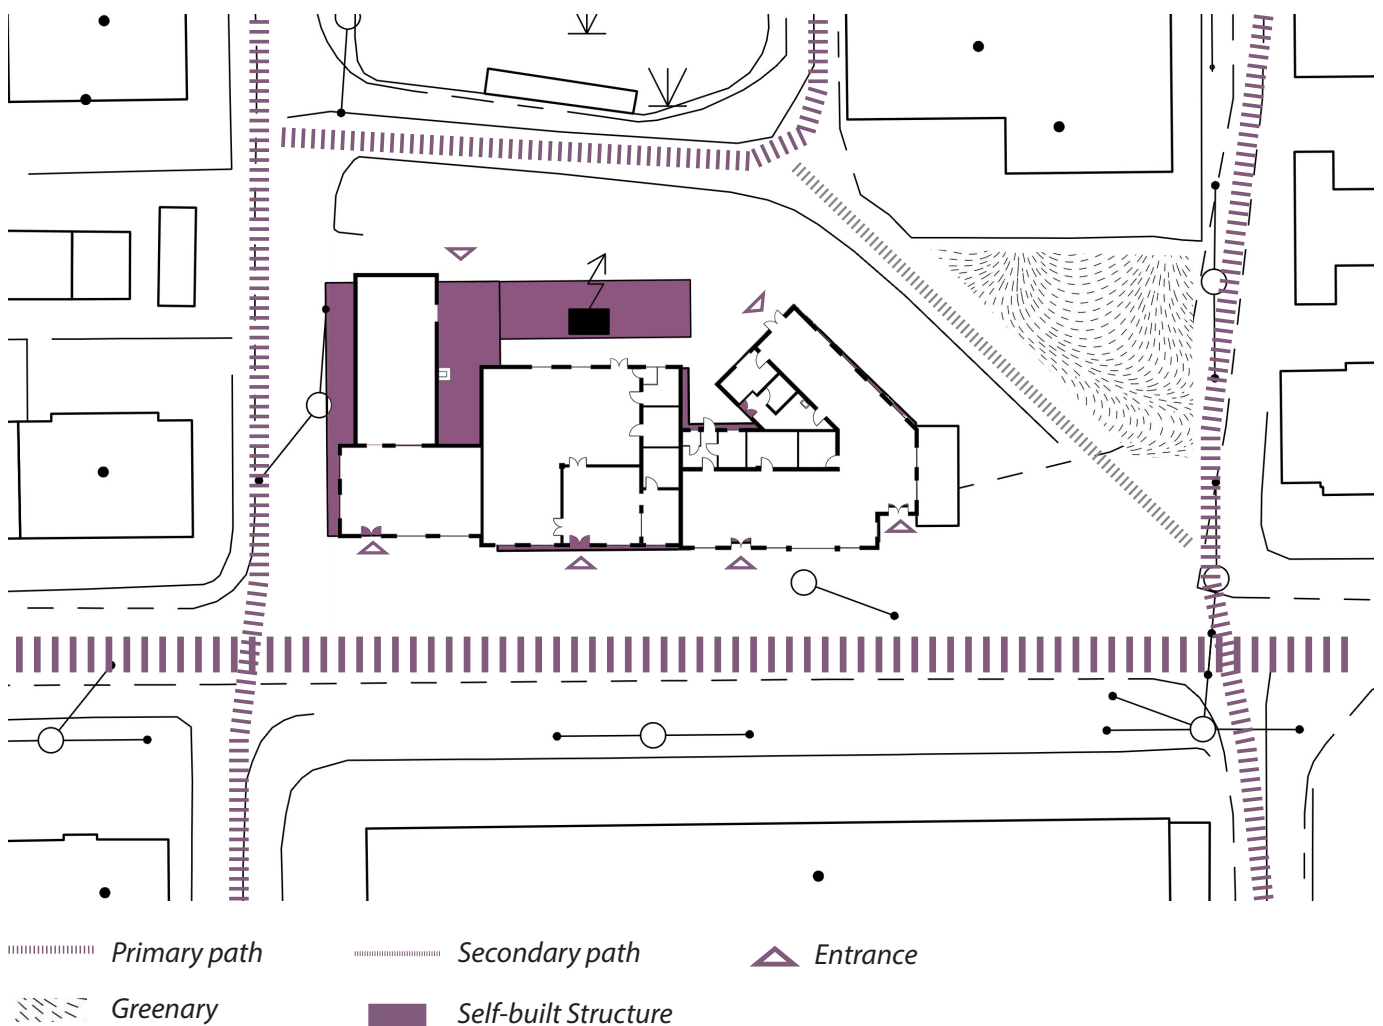 Primary path
Secondary path
Entrance
Greenary
Self-built Structure